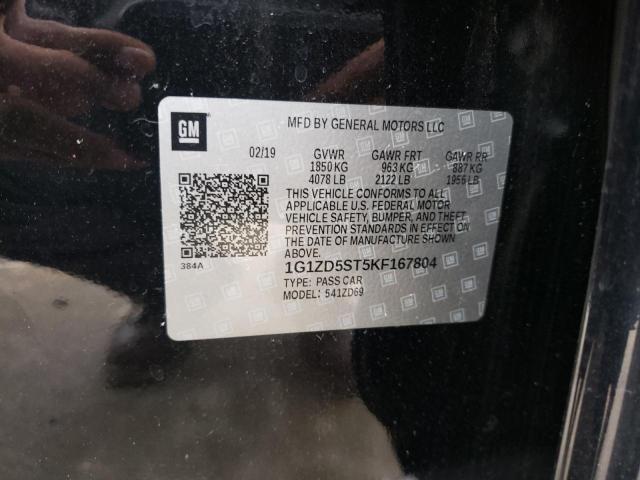 GM
MFD BY GENERAL MOTORS LLC
02/19 GVWR GAWR FRT GAWR RR
1850 KG 963 KG 887 KG
4078 LB 2122 LB 1956 LB
THIS VEHICLE CONFORMS TO ALL
APPLICABLE U.S. FEDERAL MOTOR
VEHICLE SAFETY, BUMPER, AND THEFT
PREVENTION STANDARDS IN EFFECT ON
THE DATE OF MANUFACTURE SHOWN
ABOVE.
384A
1G1ZD5ST5KF167804
TYPE: PASS CAR
MODEL: 541ZD69